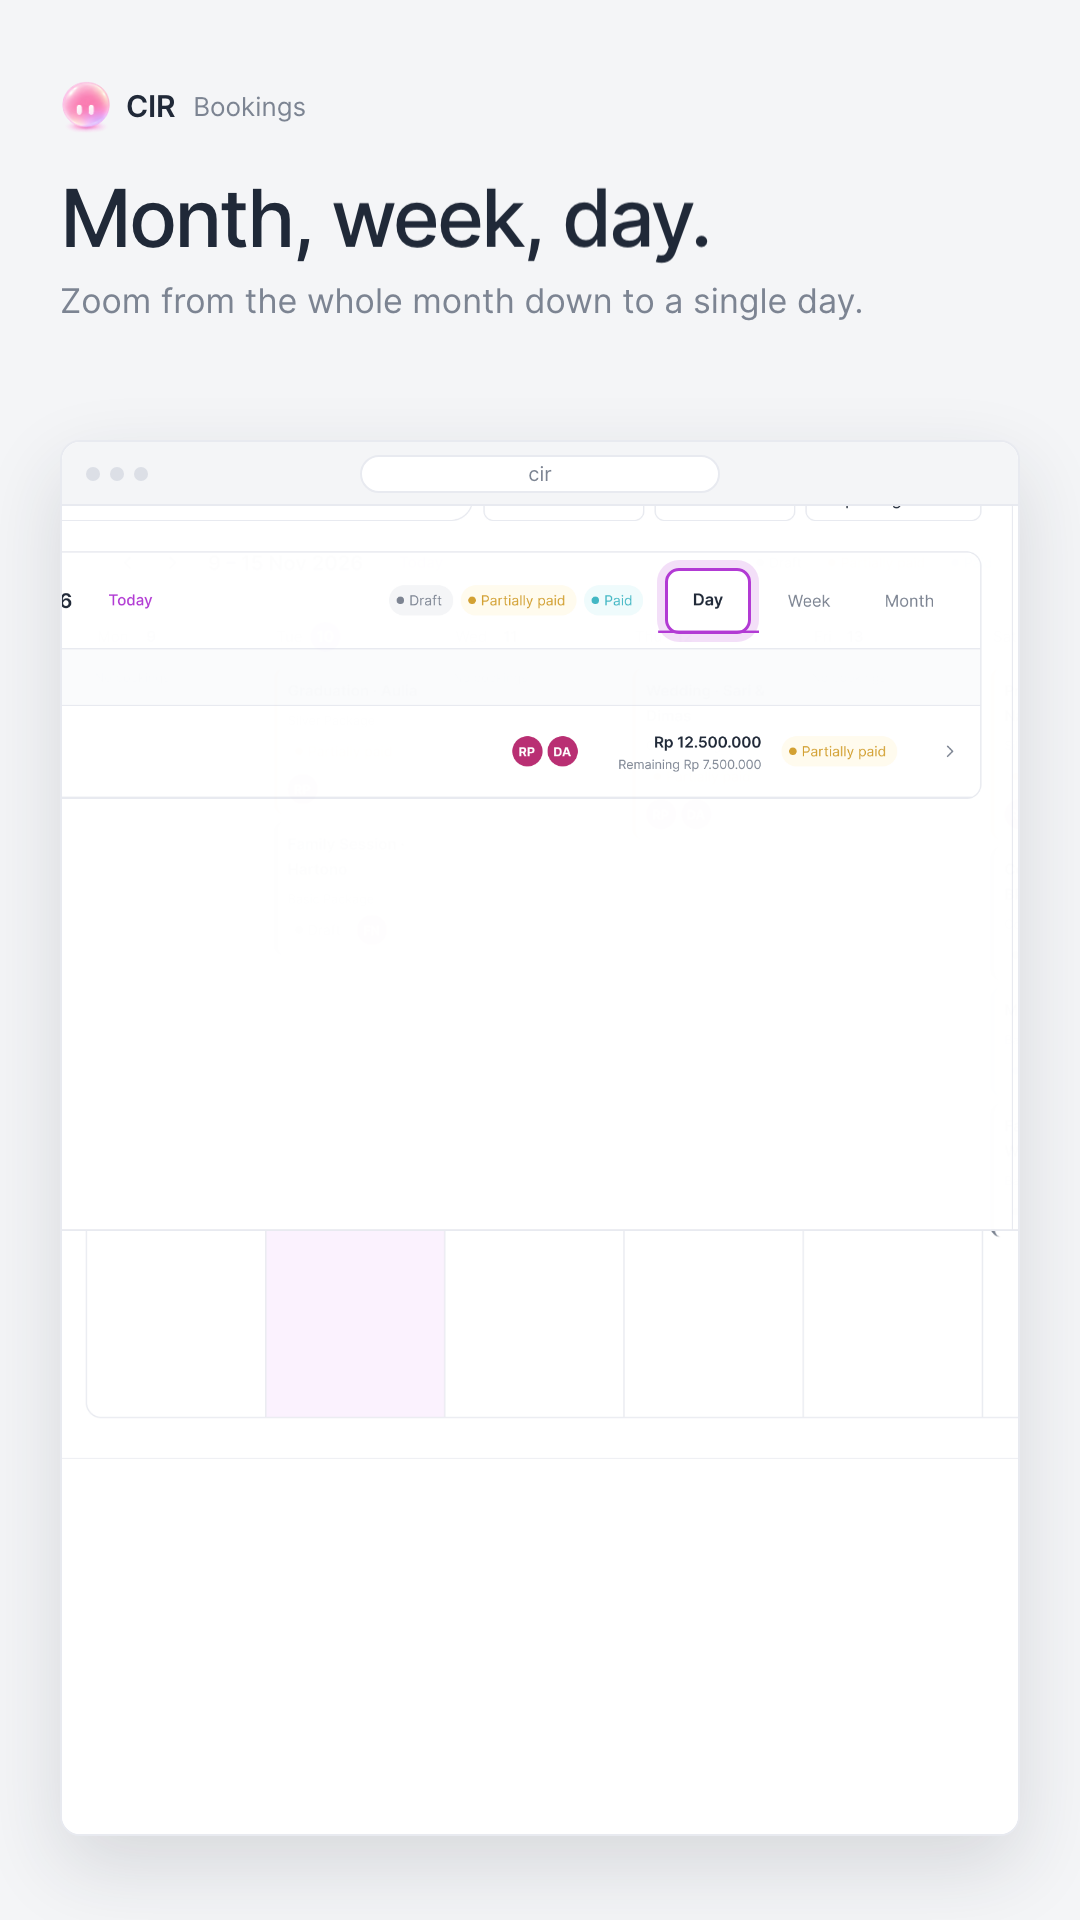 CIR Bookings
Month, week, day.
Zoom from the whole month down to a single day.
cir
6 Today Draft Partially paid Paid Day Week Month
RP DA Rp 12.500.000 Partially paid
Remaining Rp 7.500.000